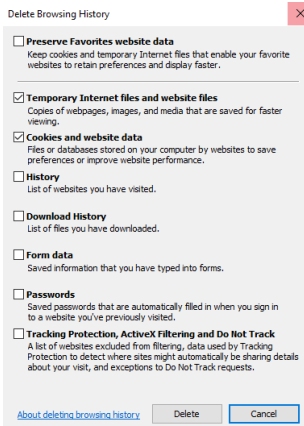 Delete Browsing History
Preserve Favorites website data
Keep cookies and temporary Internet files that enable your favorite
websites to retain preferences and display faster.
Temporary Internet files and website files
Copies of webpages, images, and media that are saved for faster
viewing.
Cookies and website data
Files or databases stored on your computer by websites to save
preferences or improve website performance.
History
List of websites you have visited.
Download History
List of files you have downloaded.
Form data
Saved information that you have typed into forms.
Passwords
Saved passwords that are automatically filled in when you sign in
to a website you've previously visited.
Tracking Protection, ActiveX Filtering and Do Not Track
A list of websites excluded from filtering, data used by Tracking
Protection to detect where sites might automatically be sharing details
about your visit, and exceptions to Do Not Track requests.
About deleting browsing history
Delete
Cancel